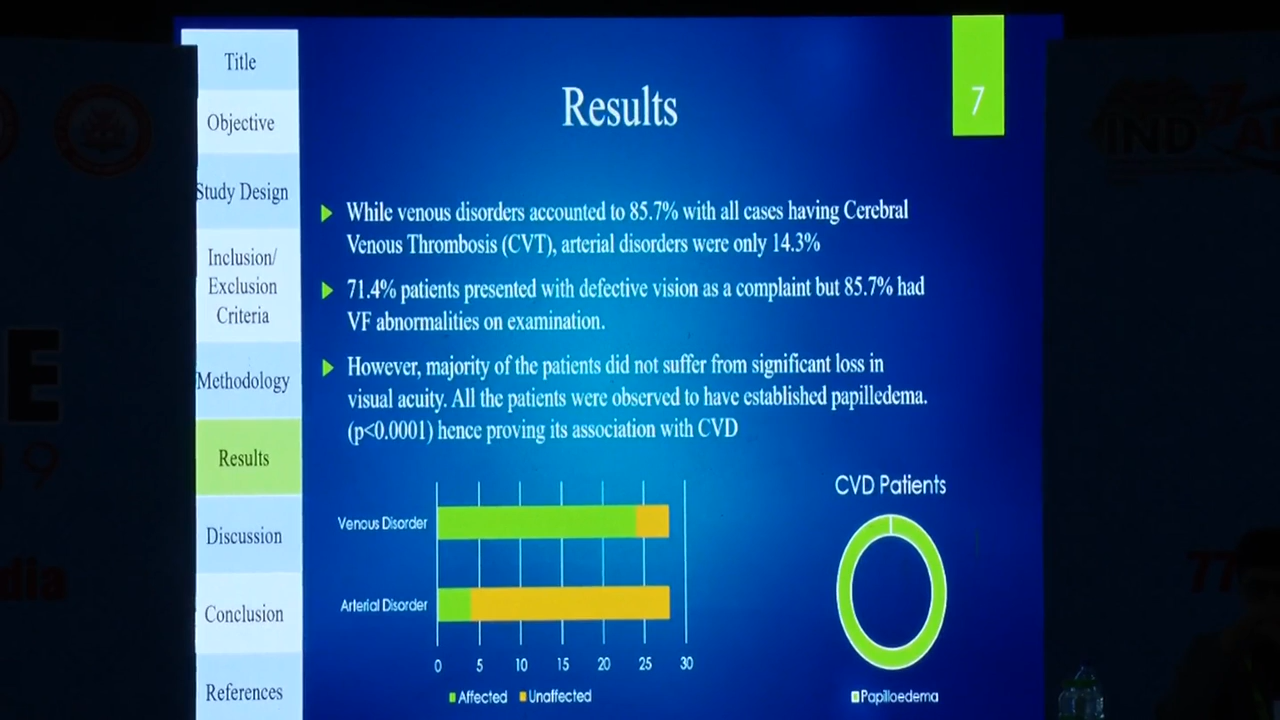 Title
Objective
Study Design
Inclusion/
Exclusion
Criteria
Methodology
Results
Discussion
Conclusion
References
Results
7
While venous disorders accounted to 85.7% with all cases having Cerebral
Venous Thrombosis (CVT), arterial disorders were only 14.3%
71.4% patients presented with defective vision as a complaint but 85.7% had
VF abnormalities on examination.
However, majority of the patients did not suffer from significant loss in
visual acuity. All the patients were observed to have established papilledema.
(p<0.0001) hence proving its association with CVD
Venous Disorder
Arterial Disorder
0 5 10 15 20 25 30
Affected Unaffected
CVD Patients
Papilloedema
E
19
dia
IND
77